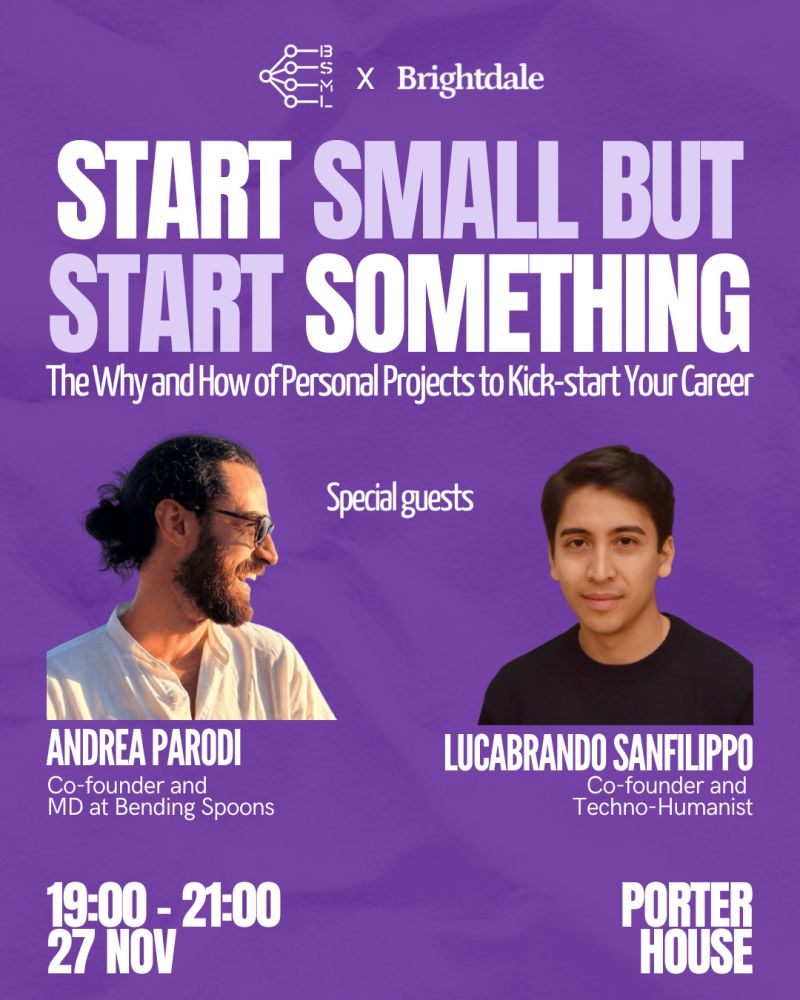 BSML X Brightdale
START SMALL BUT
START SOMETHING
The Why and How of Personal Projects to Kick-start Your Career
Special guests
ANDREA PARODI
Co-founder and
MD at Bending Spoons
LUCABRANDO SANFILIPPO
Co-founder and
Techno-Humanist
19:00 - 21:00
27 NOV
PORTER
HOUSE